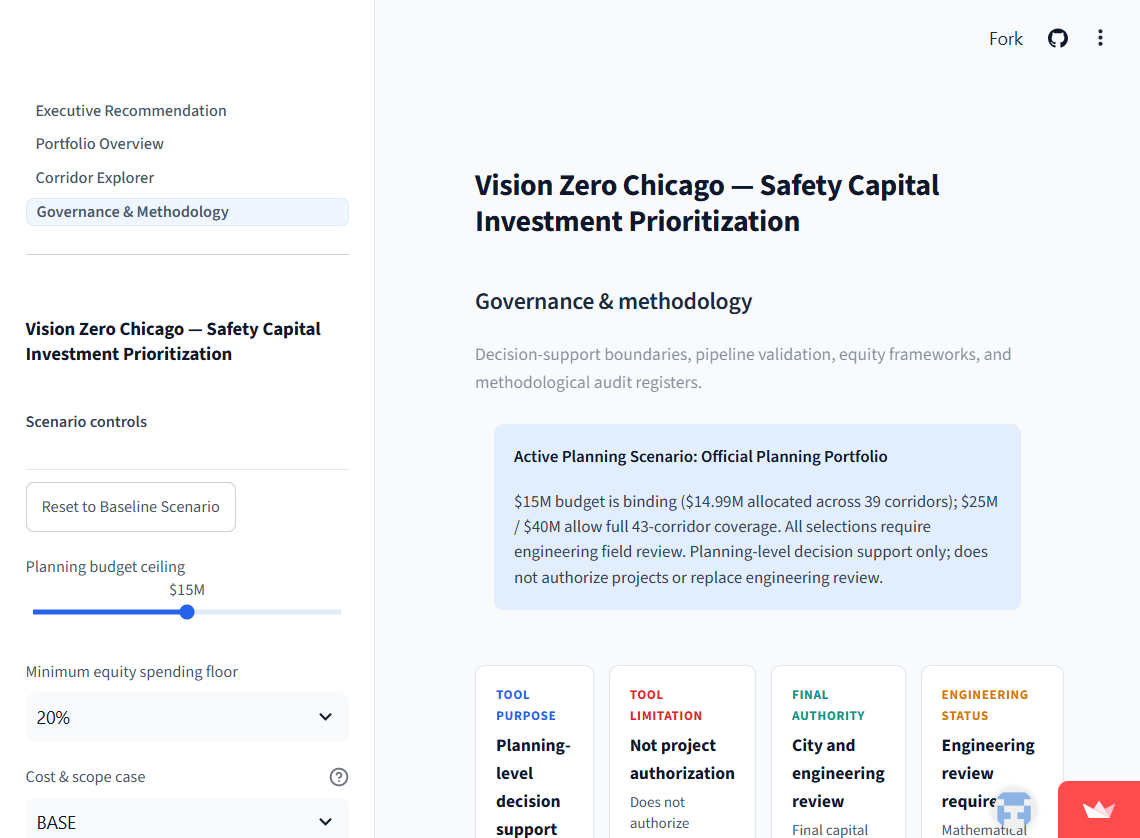 Fork
Executive Recommendation
Portfolio Overview
Corridor Explorer
Governance & Methodology
Vision Zero Chicago — Safety Capital
Investment Prioritization
Scenario controls
Reset to Baseline Scenario
Planning budget ceiling
$15M
Minimum equity spending floor
20%
Cost & scope case
BASE
Vision Zero Chicago — Safety Capital
Investment Prioritization
Governance & methodology
Decision-support boundaries, pipeline validation, equity frameworks, and
methodological audit registers.
Active Planning Scenario: Official Planning Portfolio
$15M budget is binding ($14.99M allocated across 39 corridors); $25M
/ $40M allow full 43-corridor coverage. All selections require
engineering field review. Planning-level decision support only; does
not authorize projects or replace engineering review.
TOOL
PURPOSE
Planning-
level
decision
support
TOOL
LIMITATION
Not project
authorization
Does not
authorize
FINAL
AUTHORITY
City and
engineering
review
Final capital
ENGINEERING
STATUS
Engineering
review
Mathematical